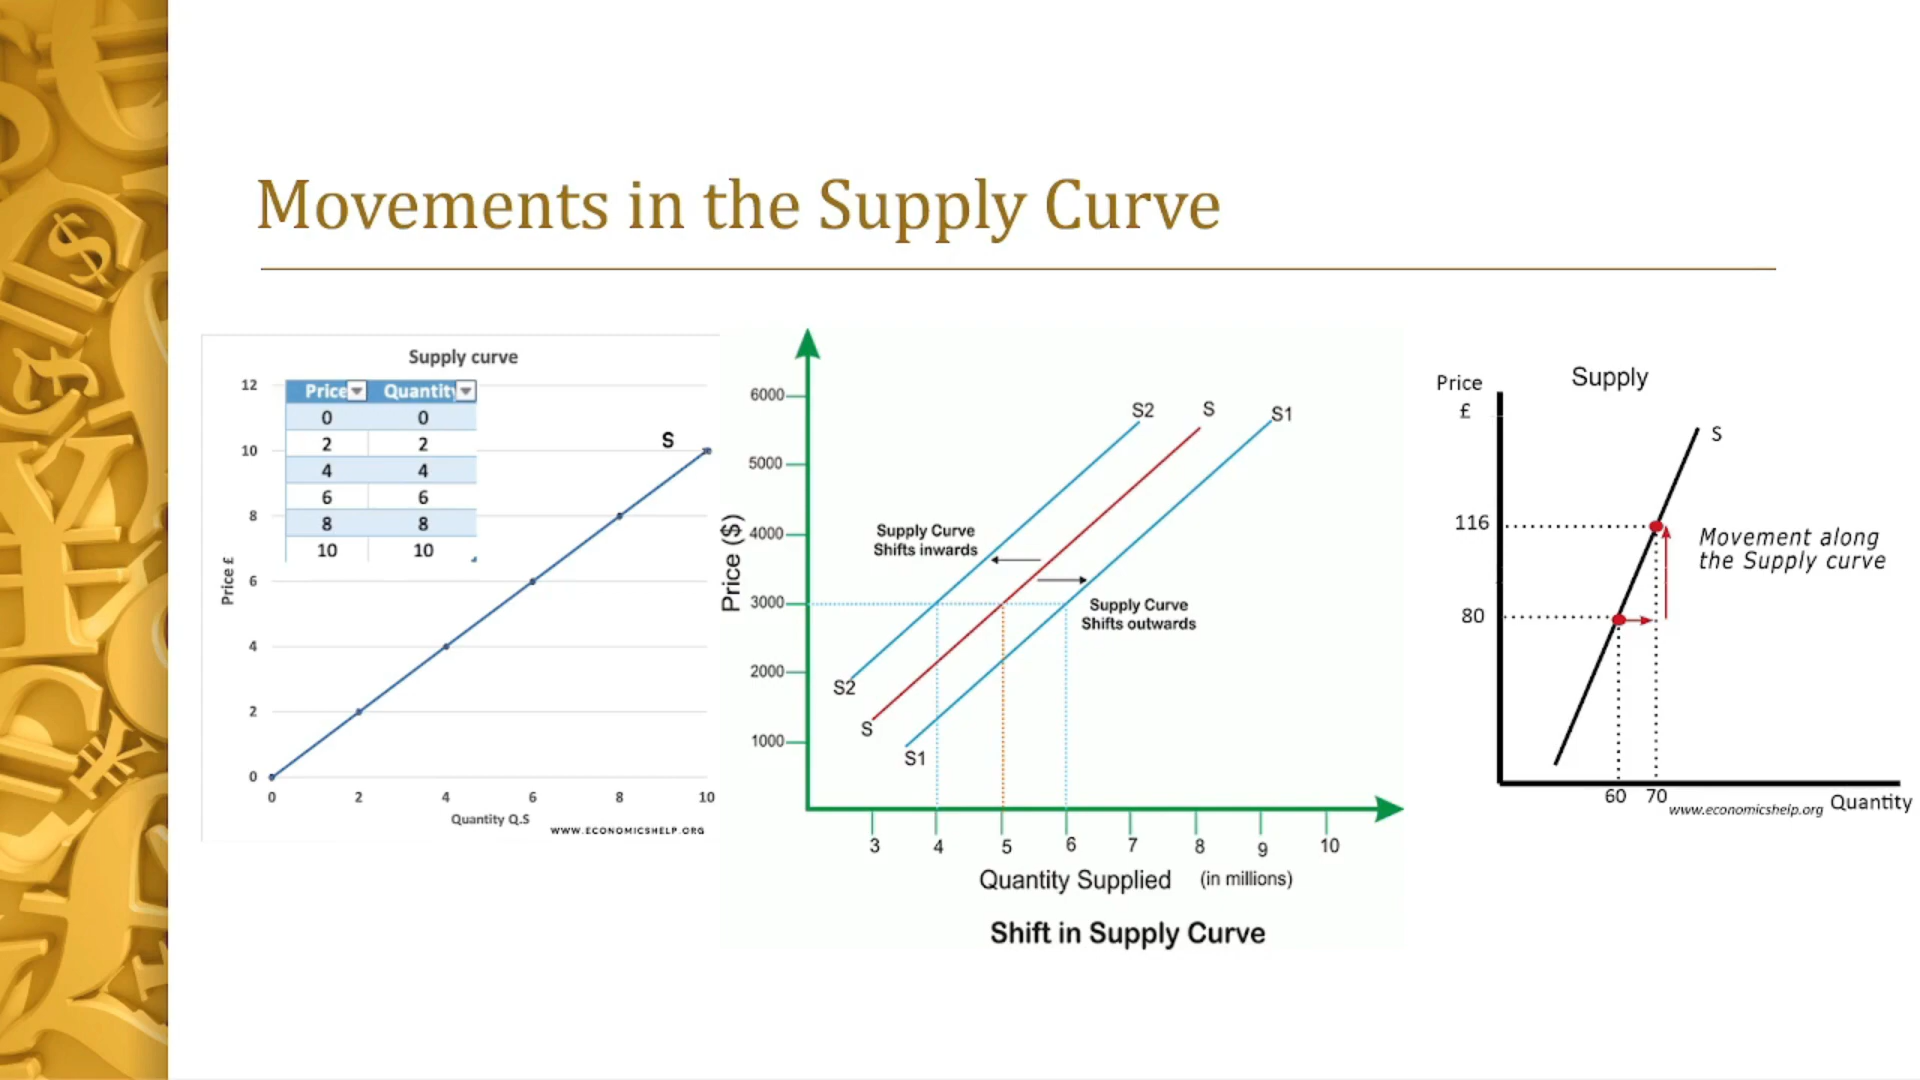 Movements in the Supply Curve
Supply curve
Price Quantity
0 0
2 2
4 4
6 6
8 8
10 10
S
12
10
8
6
4
2
0
Price £
0 2 4 6 8 10
Quantity Q.S
WWW.ECONOMICSHELP.ORG
6000
5000
4000
3000
2000
1000
Price ($)
S2 S S1
Supply Curve
Shifts inwards
Supply Curve
Shifts outwards
S2
S
S1
3 4 5 6 7 8 9 10
Quantity Supplied (in millions)
Shift in Supply Curve
Supply
Price
£
S
116
80
Movement along
the Supply curve
60 70
www.economicshelp.org Quantity